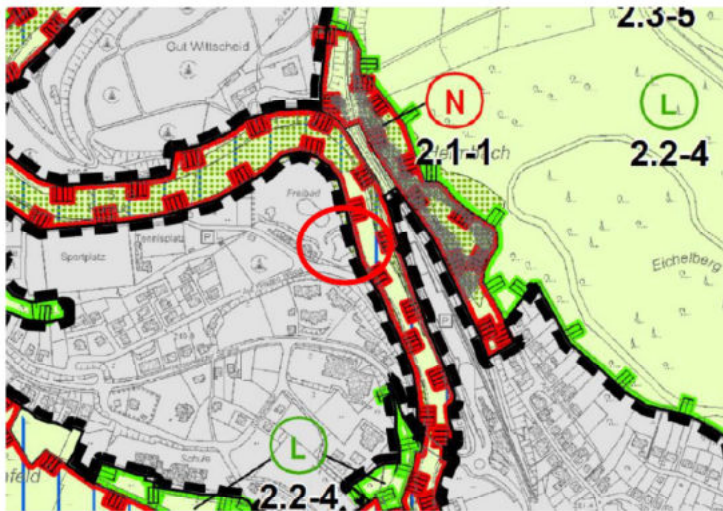 2.3-5
Gut Wittscheid
N
L
2.1-1
2.2-4
Freibad
Tennisplatz
P
Sportplatz
Eichelberg
P
L
Schule
2.2-4